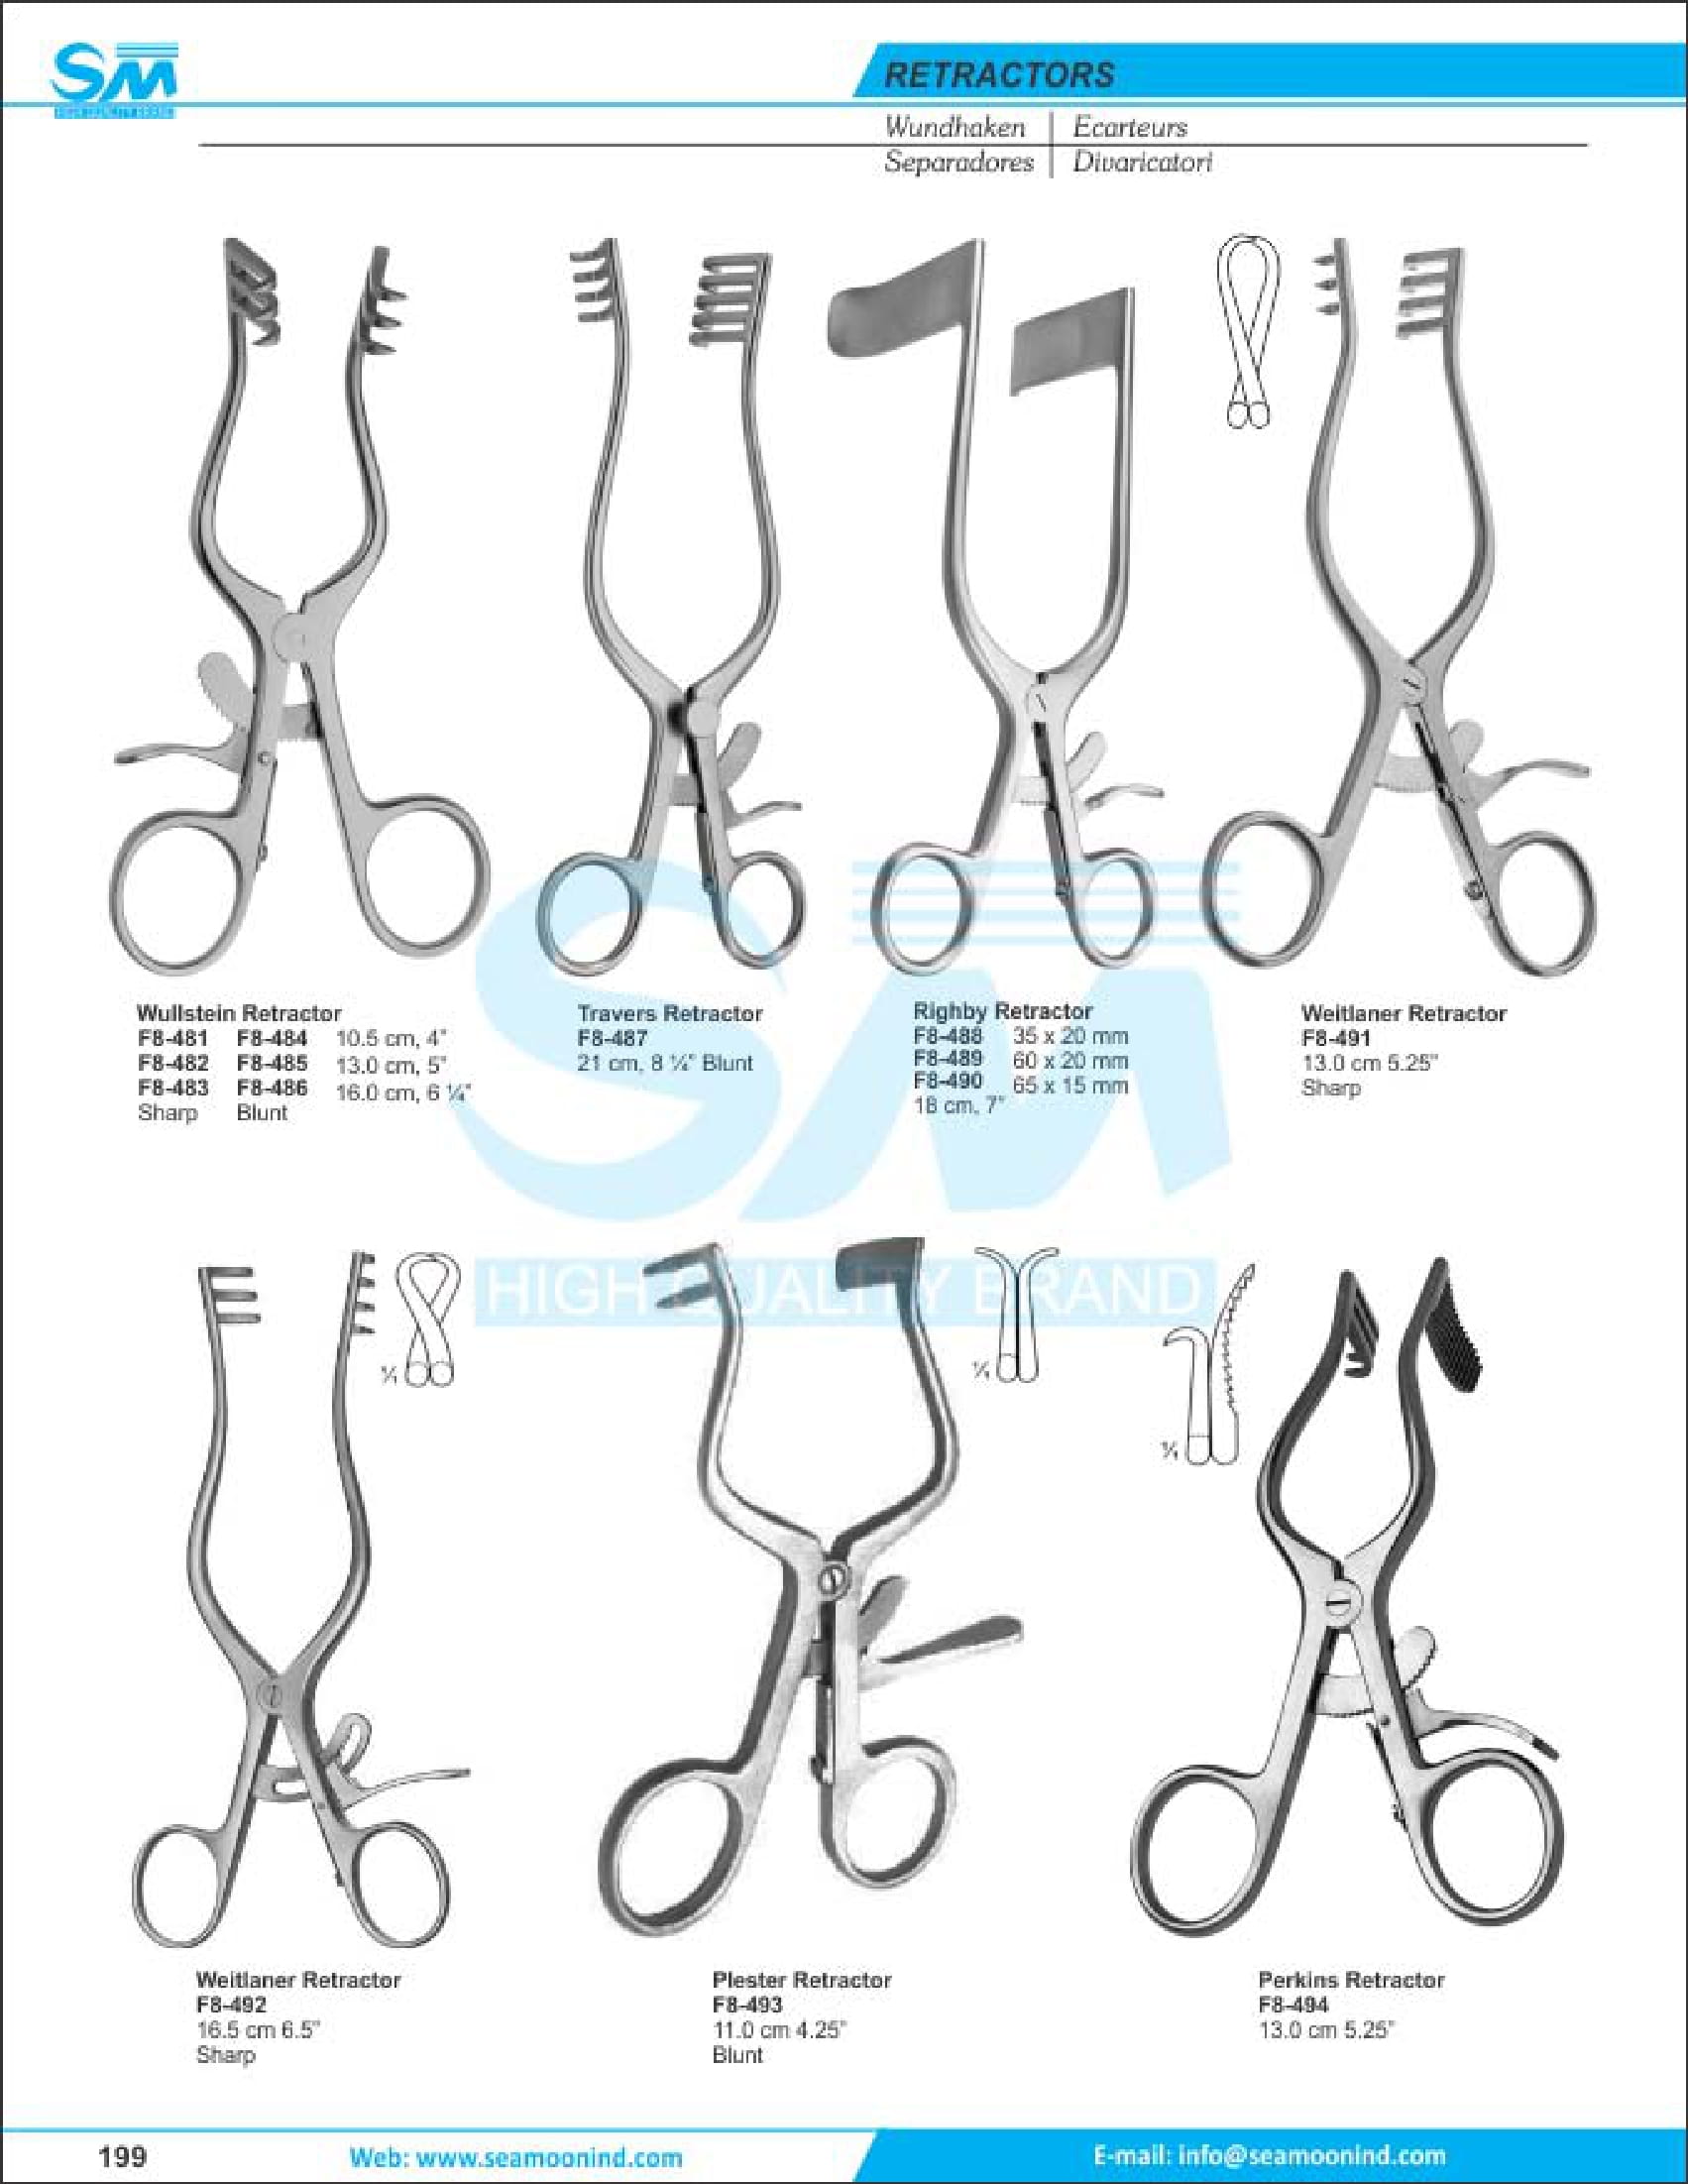 SM
RETRACTORS
Wundhaken
Ecarteurs
Separadores
Divaricatori
Wullstein Retractor
F8-481 F8-484 10.5 cm, 4"
F8-482 F8-485 13.0 cm, 5"
F8-483 F8-486 16.0 cm, 6 ¼"
Sharp Blunt
Travers Retractor
F8-487
21 cm, 8 ¼" Blunt
Righby Retractor
F8-488 35 x 20 mm
F8-489 60 x 20 mm
F8-490 65 x 15 mm
18 cm, 7"
Weitlaner Retractor
F8-491
13.0 cm 5.25"
Sharp
SM
HIGH QUALITY BRAND
Weitlaner Retractor
F8-492
16.5 cm 6.5"
Sharp
Plester Retractor
F8-493
11.0 cm 4.25"
Blunt
Perkins Retractor
F8-494
13.0 cm 5.25"
199
Web: www.seamoonind.com
E-mail: info@seamoonind.com